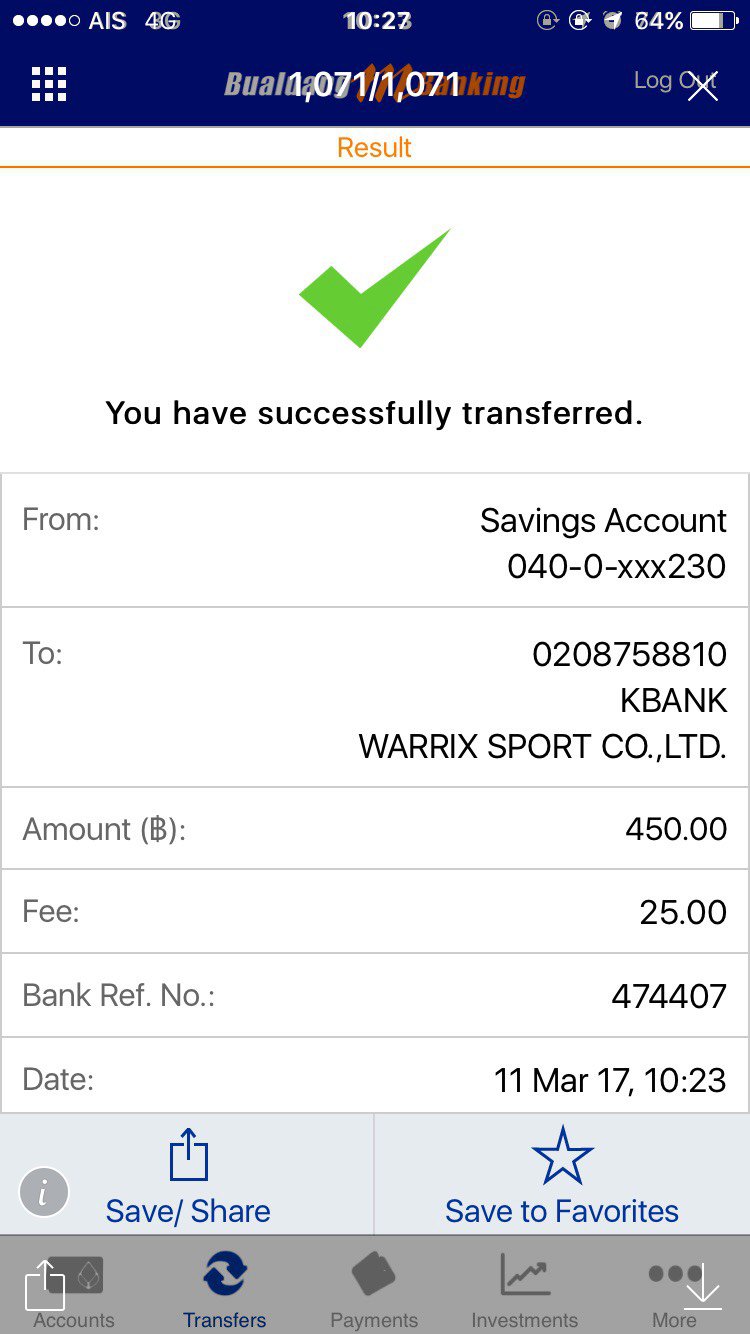 AIS 4G 10:27 64%
Bualuang mBanking Log Out
1,071/1,071
Result
You have successfully transferred.
From: Savings Account
040-0-xxx230
To: 0208758810
KBANK
WARRIX SPORT CO.,LTD.
Amount (฿): 450.00
Fee: 25.00
Bank Ref. No.: 474407
Date: 11 Mar 17, 10:23
Save/ Share Save to Favorites
Accounts Transfers Payments Investments More